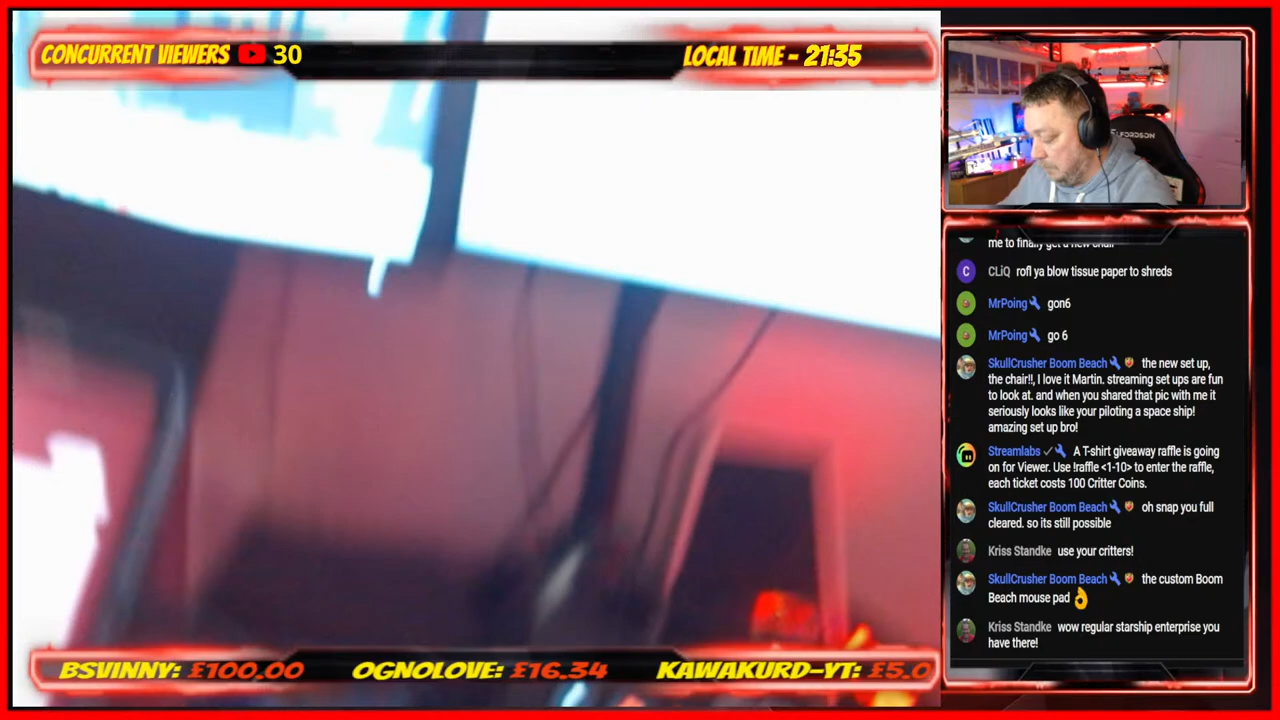 CONCURRENT VIEWERS 30
LOCAL TIME - 21:35
me to finally get a new chair
C CLiQ rofl ya blow tissue paper to shreds
MrPoing gon6
MrPoing go 6
SkullCrusher Boom Beach the new set up,
the chair!!, I love it Martin. streaming set ups are fun
to look at. and when you shared that pic with me it
seriously looks like your piloting a space ship!
amazing set up bro!
Streamlabs A T-shirt giveaway raffle is going
on for Viewer. Use !raffle <1-10> to enter the raffle,
each ticket costs 100 Critter Coins.
SkullCrusher Boom Beach oh snap you full
cleared. so its still possible
Kriss Standke use your critters!
SkullCrusher Boom Beach the custom Boom
Beach mouse pad 👌
Kriss Standke wow regular starship enterprise you
have there!
BSVINNY: £100.00 OGNOLOVE: £16.34 KAWAKURD-YT: £5.0